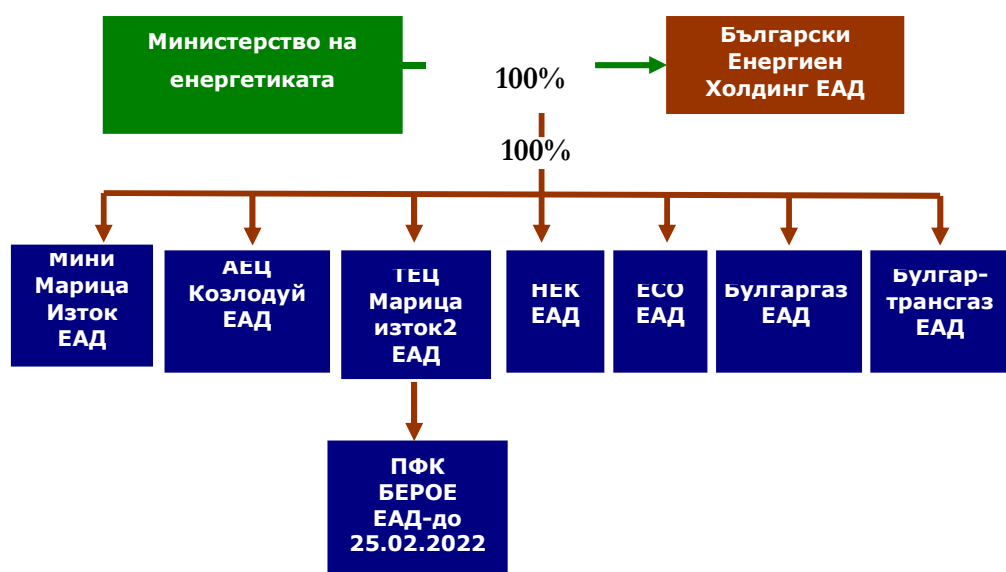 Министерство на
енергетиката
100%
Български
Енергиен
Холдинг ЕАД
100%
Мини
Марица
Изток
ЕАД
АЕЦ
Козлодуй
ЕАД
ТЕЦ
Марица
изток2
ЕАД
НЕК
ЕАД
ЕСО
ЕАД
Булгаргаз
ЕАД
Булгар-
трансгаз
ЕАД
ПФК
БЕРОЕ
ЕАД-до
25.02.2022